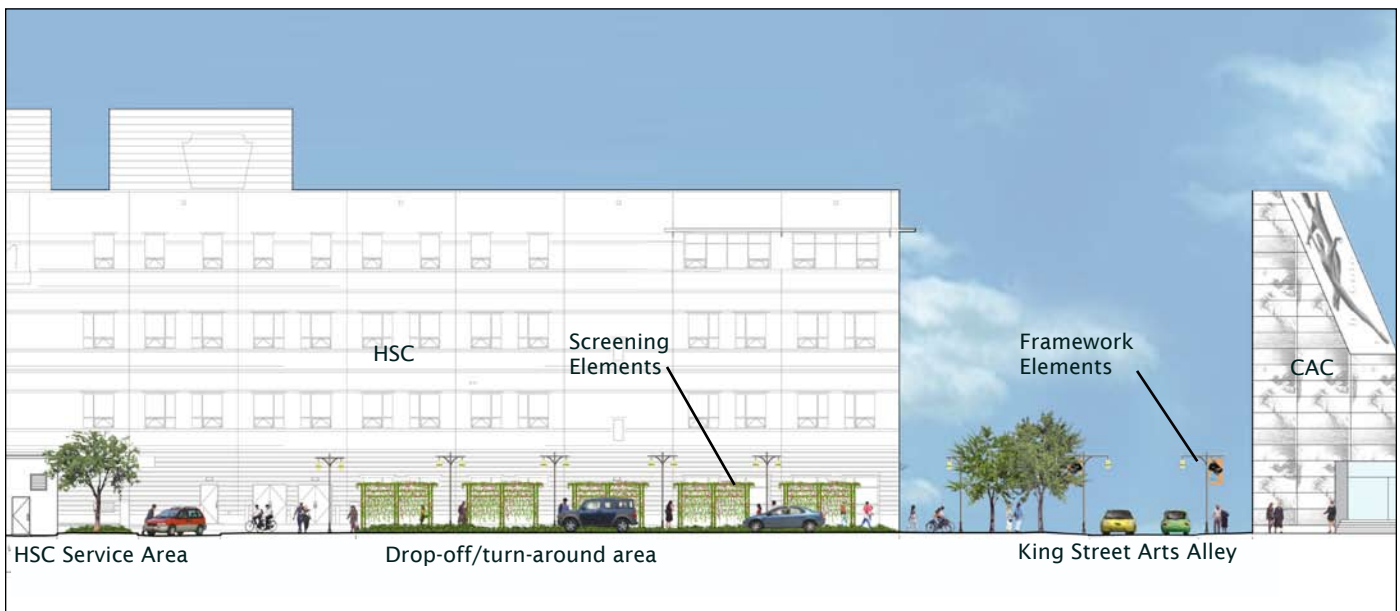 Screening
Elements
HSC
Framework
Elements
CAC
HSC Service Area
Drop-off/turn-around area
King Street Arts Alley